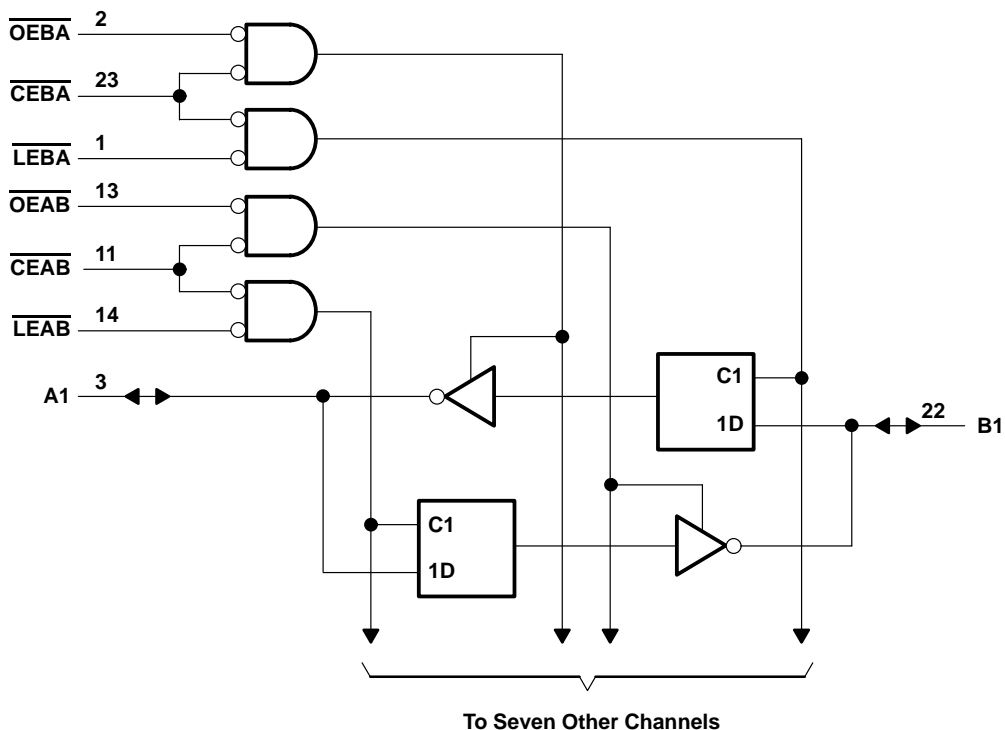 OEBA 2
CEBA 23
LEBA 1
OEAB 13
CEAB 11
LEAB 14
A1 3
C1
1D
22 B1
C1
1D
To Seven Other Channels